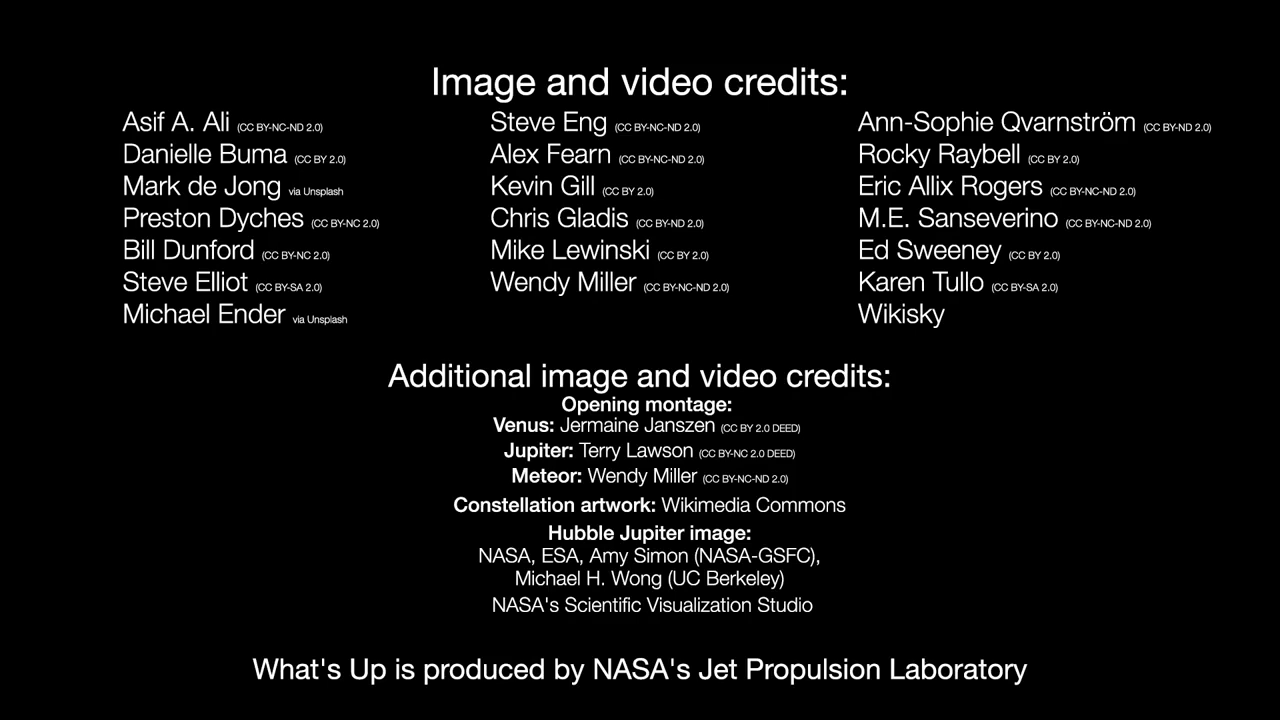 Image and video credits:
Asif A. Ali (CC BY-NC-ND 2.0)
Danielle Buma (CC BY 2.0)
Mark de Jong via Unsplash
Preston Dyches (CC BY-NC 2.0)
Bill Dunford (CC BY-NC 2.0)
Steve Elliot (CC BY-SA 2.0)
Michael Ender via Unsplash
Steve Eng (CC BY-NC-ND 2.0)
Alex Fearn (CC BY-NC-ND 2.0)
Kevin Gill (CC BY 2.0)
Chris Gladis (CC BY-ND 2.0)
Mike Lewinski (CC BY 2.0)
Wendy Miller (CC BY-NC-ND 2.0)
Ann-Sophie Qvarnström (CC BY-ND 2.0)
Rocky Raybell (CC BY 2.0)
Eric Allix Rogers (CC BY-NC-ND 2.0)
M.E. Sanseverino (CC BY-NC-ND 2.0)
Ed Sweeney (CC BY 2.0)
Karen Tullo (CC BY-SA 2.0)
Wikisky
Additional image and video credits:
Opening montage:
Venus: Jermaine Janszen (CC BY 2.0 DEED)
Jupiter: Terry Lawson (CC BY-NC 2.0 DEED)
Meteor: Wendy Miller (CC BY-NC-ND 2.0)
Constellation artwork: Wikimedia Commons
Hubble Jupiter image:
NASA, ESA, Amy Simon (NASA-GSFC),
Michael H. Wong (UC Berkeley)
NASA's Scientific Visualization Studio
What's Up is produced by NASA's Jet Propulsion Laboratory